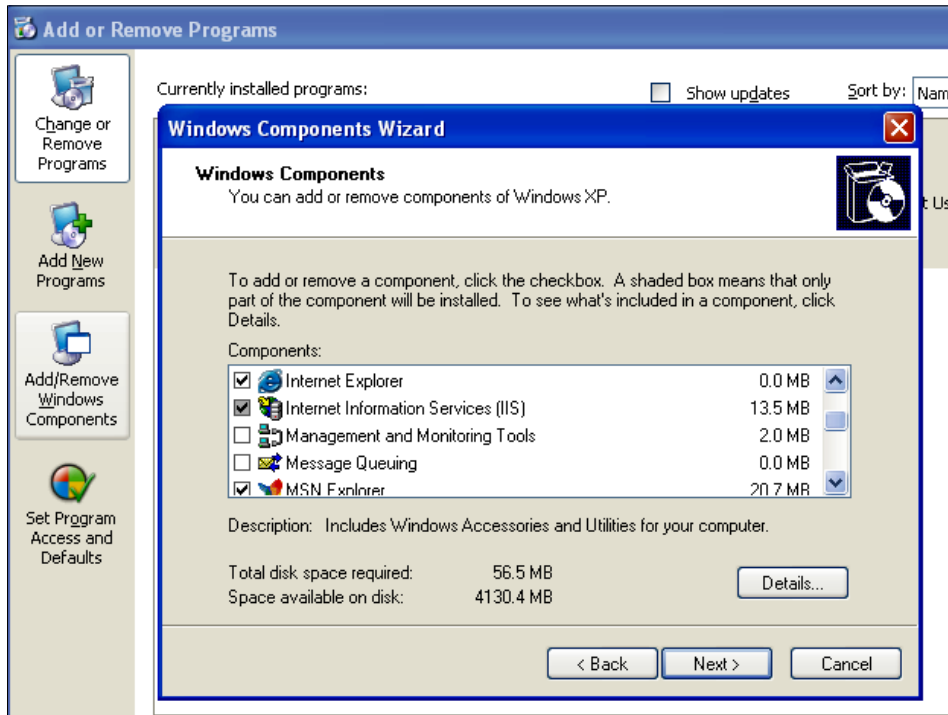 Add or Remove Programs
Change or
Remove
Programs
Add New
Programs
Add/Remove
Windows
Components
Set Program
Access and
Defaults
Currently installed programs:
Show updates
Sort by:
Windows Components Wizard
Windows Components
You can add or remove components of Windows XP.
To add or remove a component, click the checkbox. A shaded box means that only
part of the component will be installed. To see what's included in a component, click
Details.
Components:
Internet Explorer 0.0 MB
Internet Information Services (IIS) 13.5 MB
Management and Monitoring Tools 2.0 MB
Message Queuing 0.0 MB
MSN Explorer 20.7 MB
Description: Includes Windows Accessories and Utilities for your computer.
Total disk space required: 56.5 MB
Space available on disk: 4130.4 MB
Details...
< Back
Next >
Cancel